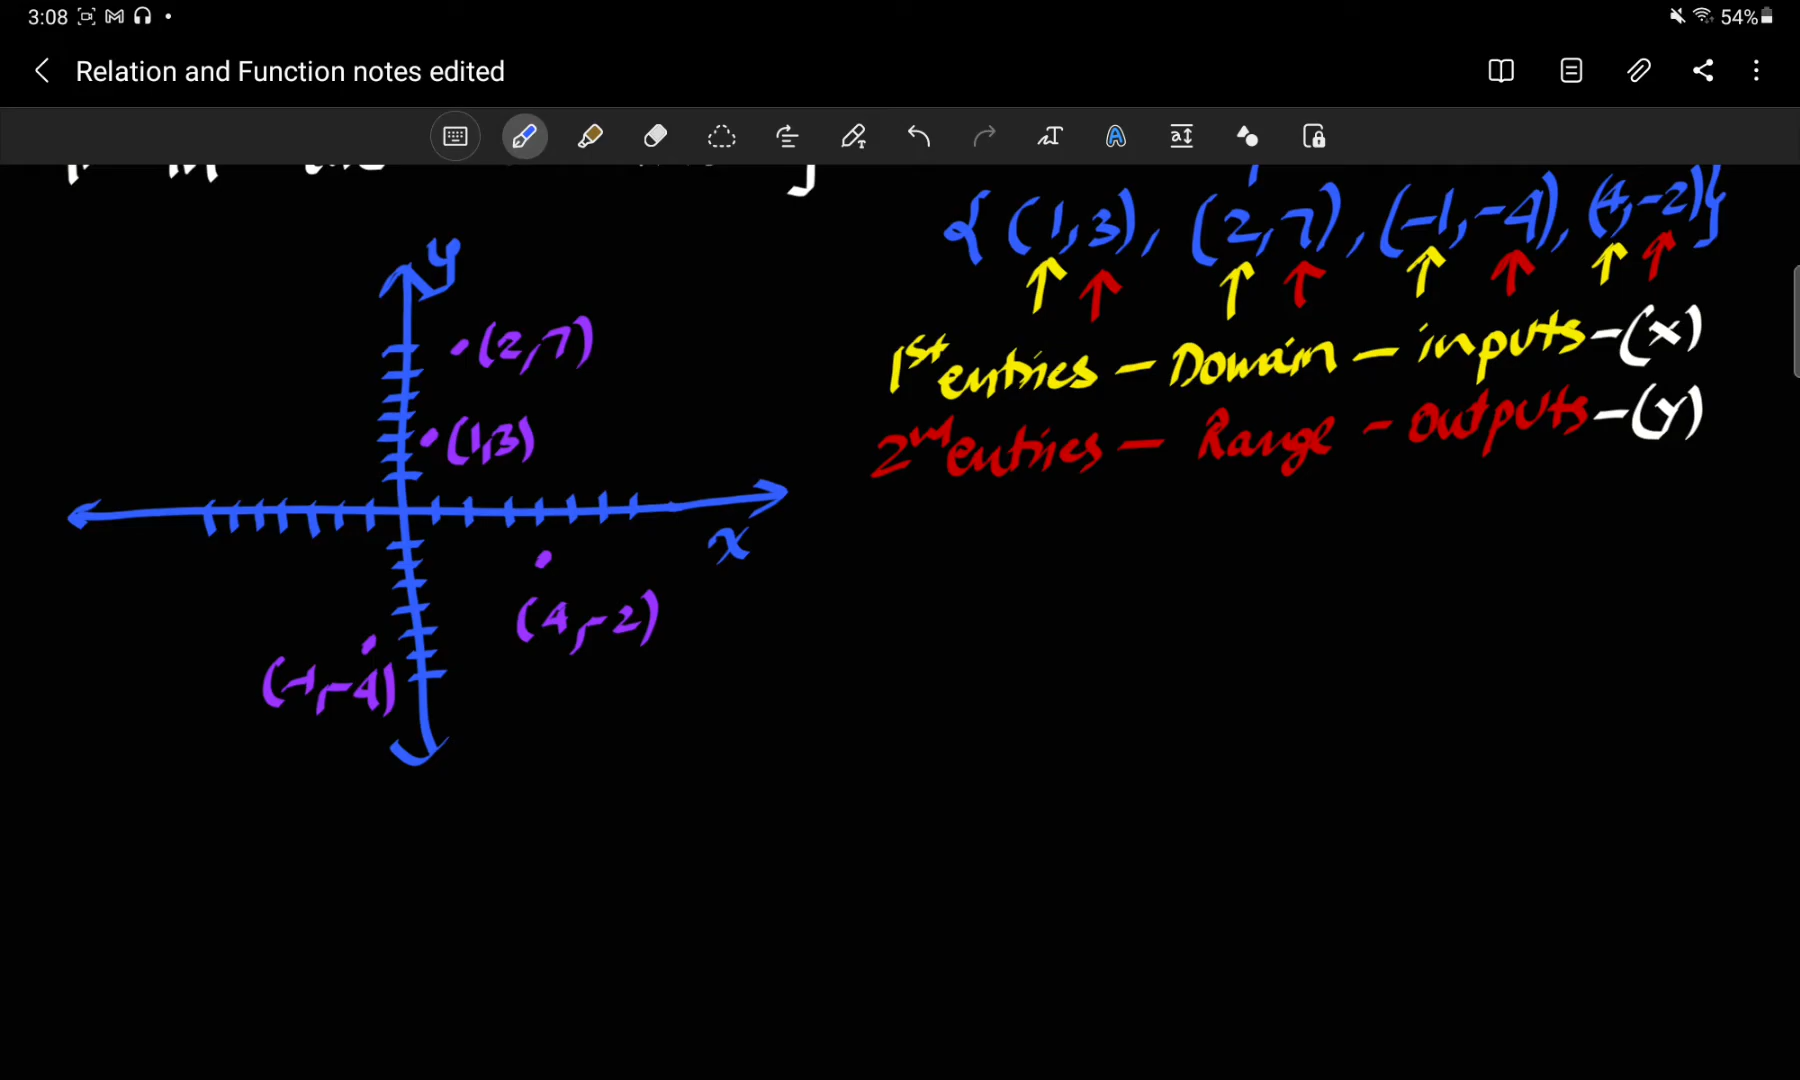 3:08
54%
Relation and Function notes edited
{(1,3), (2,7), (-1,-4), (4,-2)}
y
(2,7)
1st entries - Domain - inputs - (x)
(1,3)
2nd entries - Range - outputs - (y)
x
(4,-2)
(-1,-4)